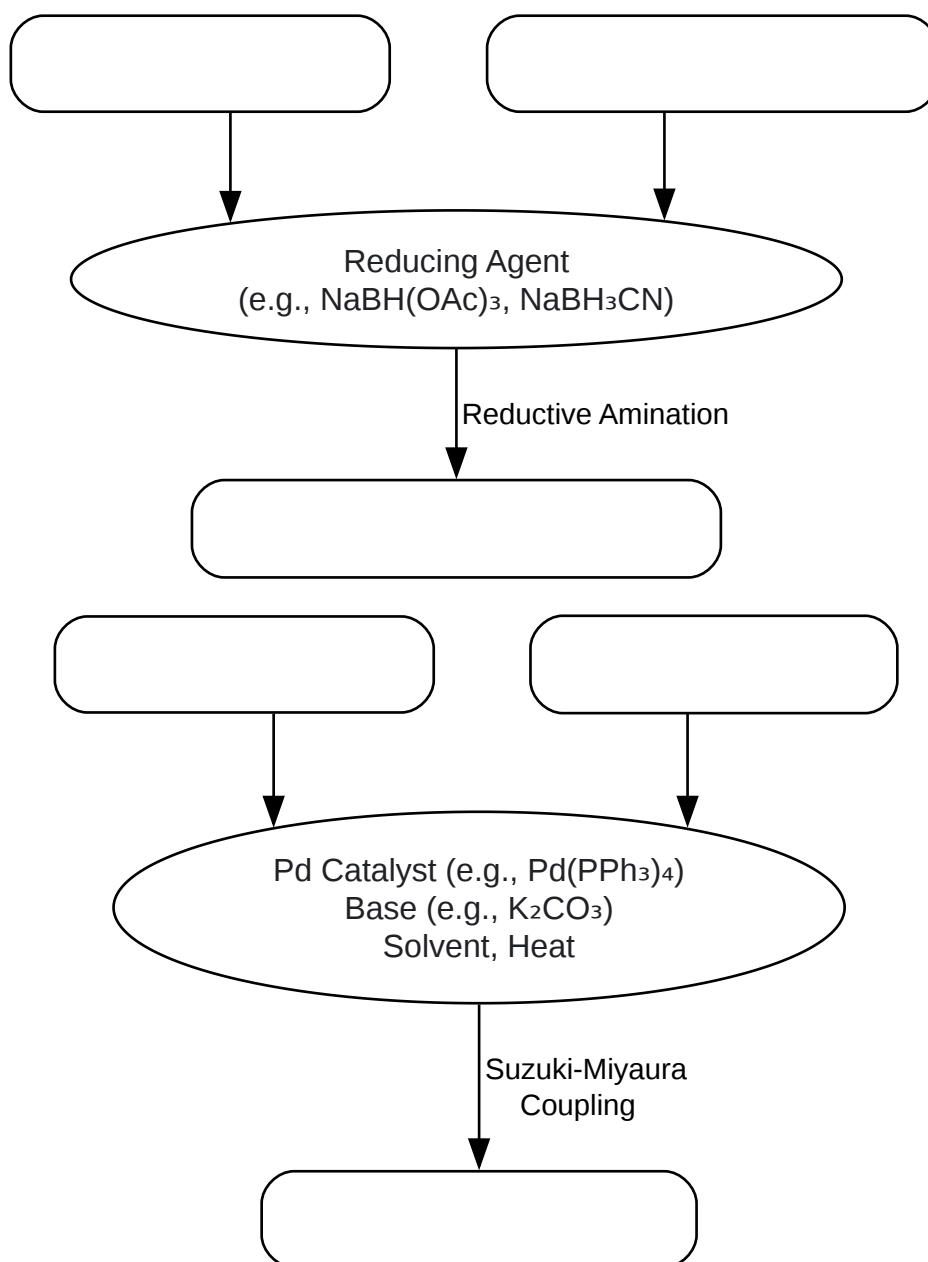 Reducing Agent
(e.g., NaBH(OAc)₃, NaBH₃CN)
Reductive Amination
Pd Catalyst (e.g., Pd(PPh₃)₄)
Base (e.g., K₂CO₃)
Solvent, Heat
Suzuki-Miyaura
Coupling